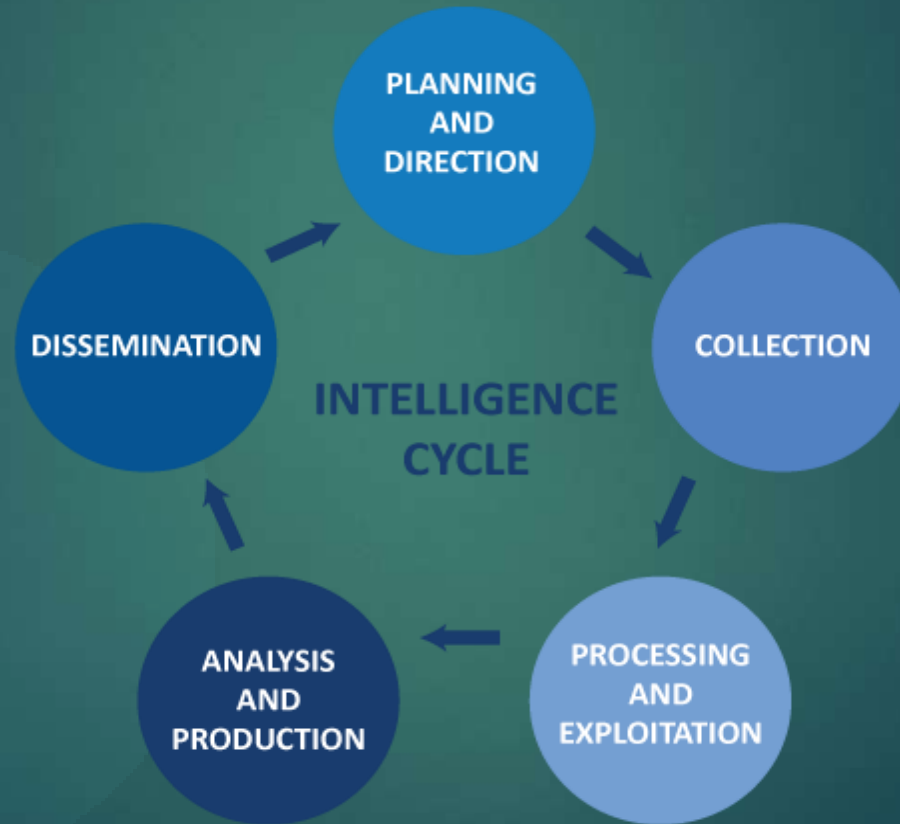 PLANNING
AND
DIRECTION
COLLECTION
PROCESSING
AND
EXPLOITATION
ANALYSIS
AND
PRODUCTION
DISSEMINATION
INTELLIGENCE
CYCLE